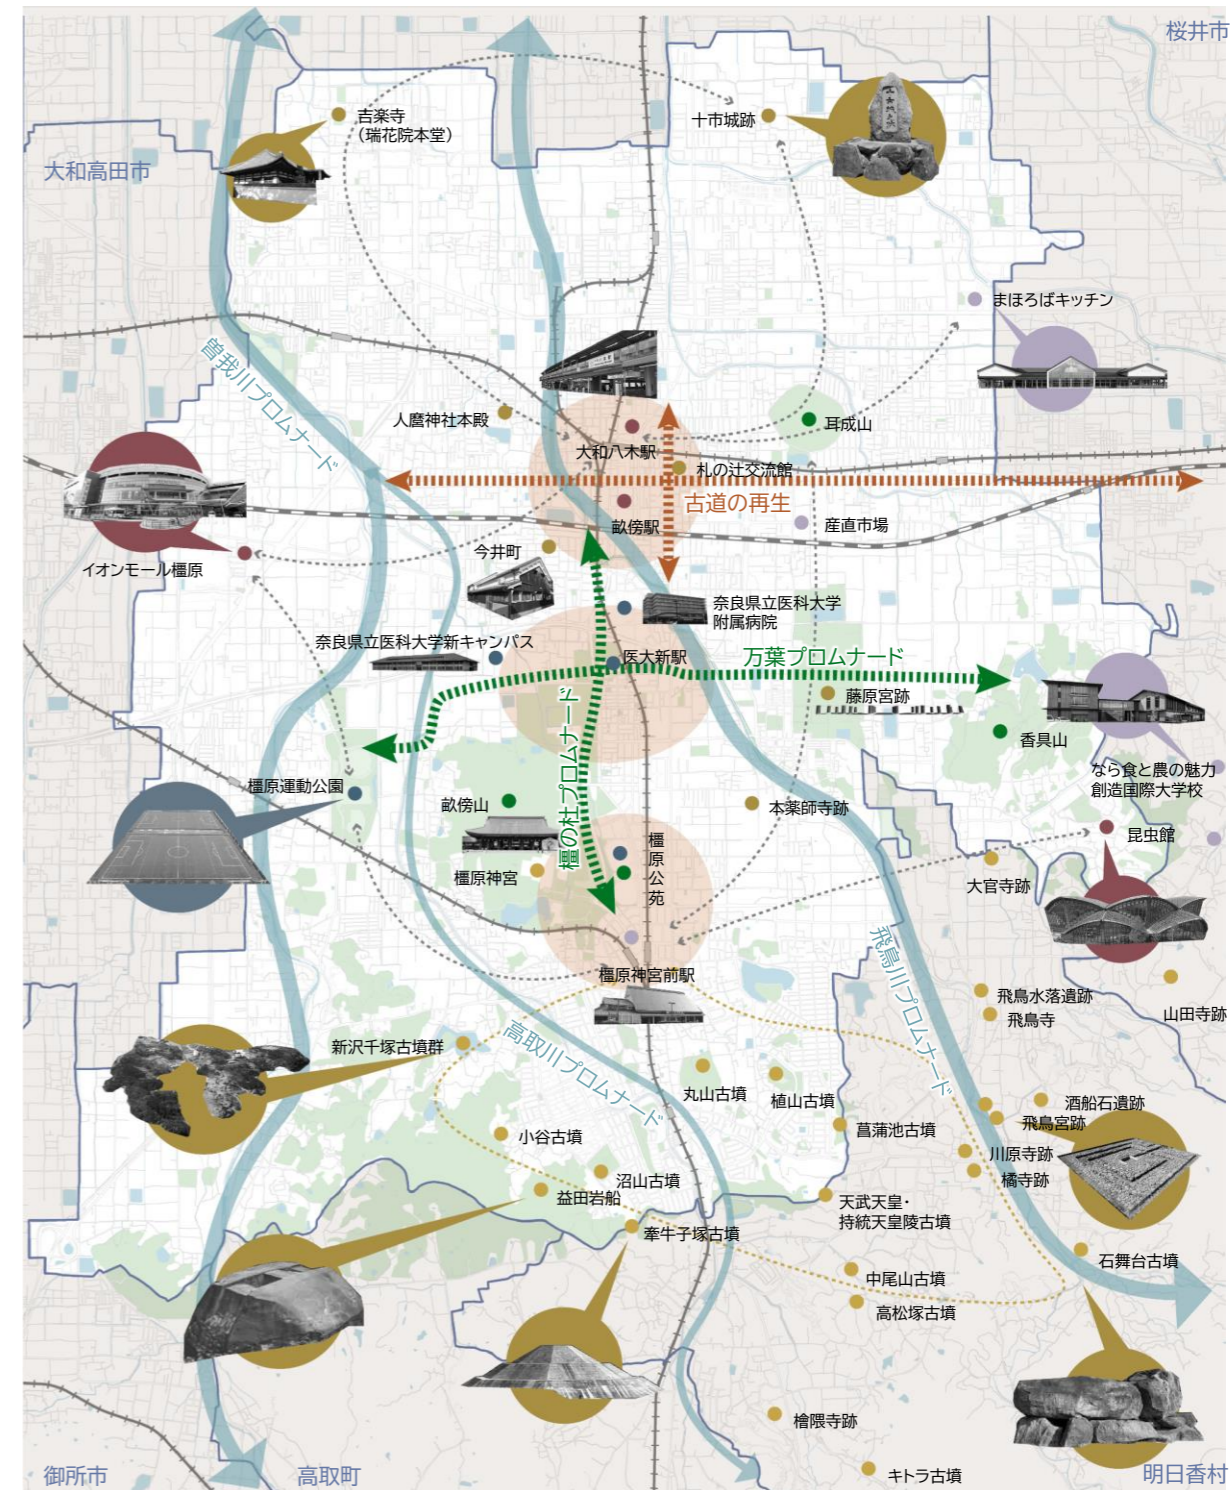 桜井市
吉楽寺
（瑞花院本堂）
十市城跡
大和高田市
まほろばキッチン
曽我川プロムナード
人麿神社本殿
耳成山
大和八木駅
札の辻交流館
古道の再生
畝傍駅
産直市場
今井町
イオンモール橿原
奈良県立医科大学
附属病院
奈良県立医科大学新キャンパス
医大新駅
万葉プロムナード
藤原宮跡
香具山
なら食と農の魅力
創造国際大学校
橿の杜プロムナード
橿原運動公園
畝傍山
本薬師寺跡
昆虫館
橿原公苑
橿原神宮
大官寺跡
飛鳥川プロムナード
橿原神宮前駅
飛鳥水落遺跡
飛鳥寺
山田寺跡
新沢千塚古墳群
高取川プロムナード
丸山古墳
植山古墳
酒船石遺跡
飛鳥宮跡
菖蒲池古墳
小谷古墳
川原寺跡
橘寺跡
沼山古墳
益田岩船
天武天皇・
持統天皇陵古墳
牽牛子塚古墳
石舞台古墳
中尾山古墳
高松塚古墳
檜隈寺跡
キトラ古墳
御所市
高取町
明日香村